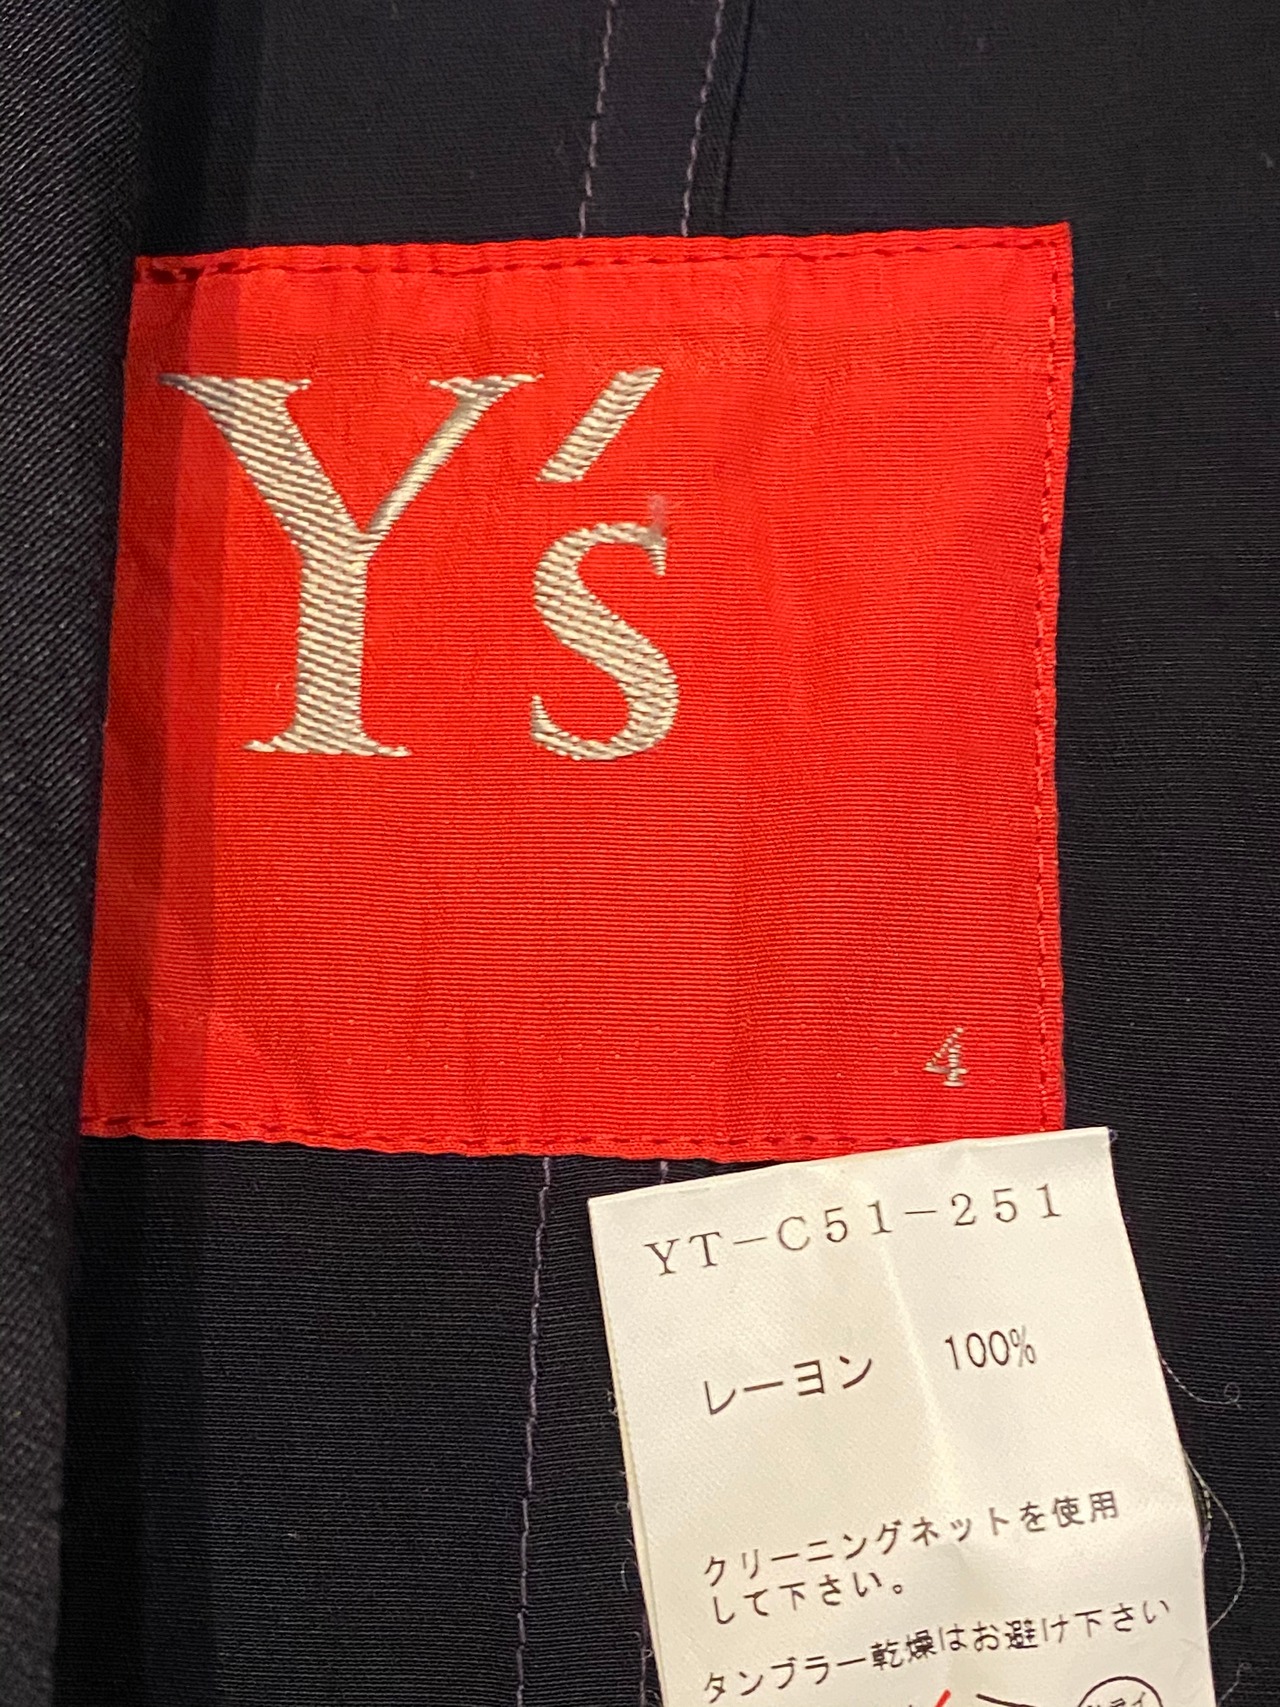 Y's
4
YT-C51-251
レーヨン 100%
クリーニングネットを使用
して下さい。
タンブラー乾燥はお避け下さい